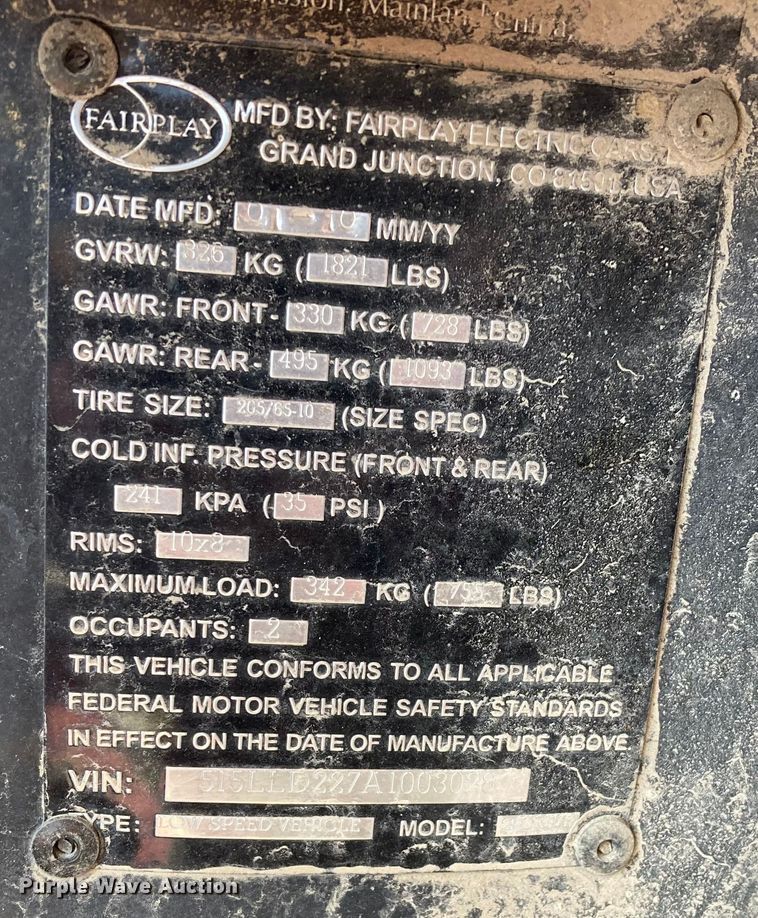 FAIRPLAY
MFD BY: FAIRPLAY ELECTRIC CARS
GRAND JUNCTION, CO 81501, USA
DATE MFD: MM/YY
GVRW: 826 KG (1821 LBS)
GAWR: FRONT- 330 KG (728 LBS)
GAWR: REAR- 495 KG (1093 LBS)
TIRE SIZE: 205/65-10 (SIZE SPEC)
COLD INF. PRESSURE (FRONT & REAR)
241 KPA (35 PSI)
RIMS: 10x8
MAXIMUM LOAD: 342 KG (755 LBS)
OCCUPANTS: 2
THIS VEHICLE CONFORMS TO ALL APPLICABLE
FEDERAL MOTOR VEHICLE SAFETY STANDARDS
IN EFFECT ON THE DATE OF MANUFACTURE ABOVE
VIN:
TYPE: LOW SPEED VEHICLE MODEL:
Purple Wave Auction